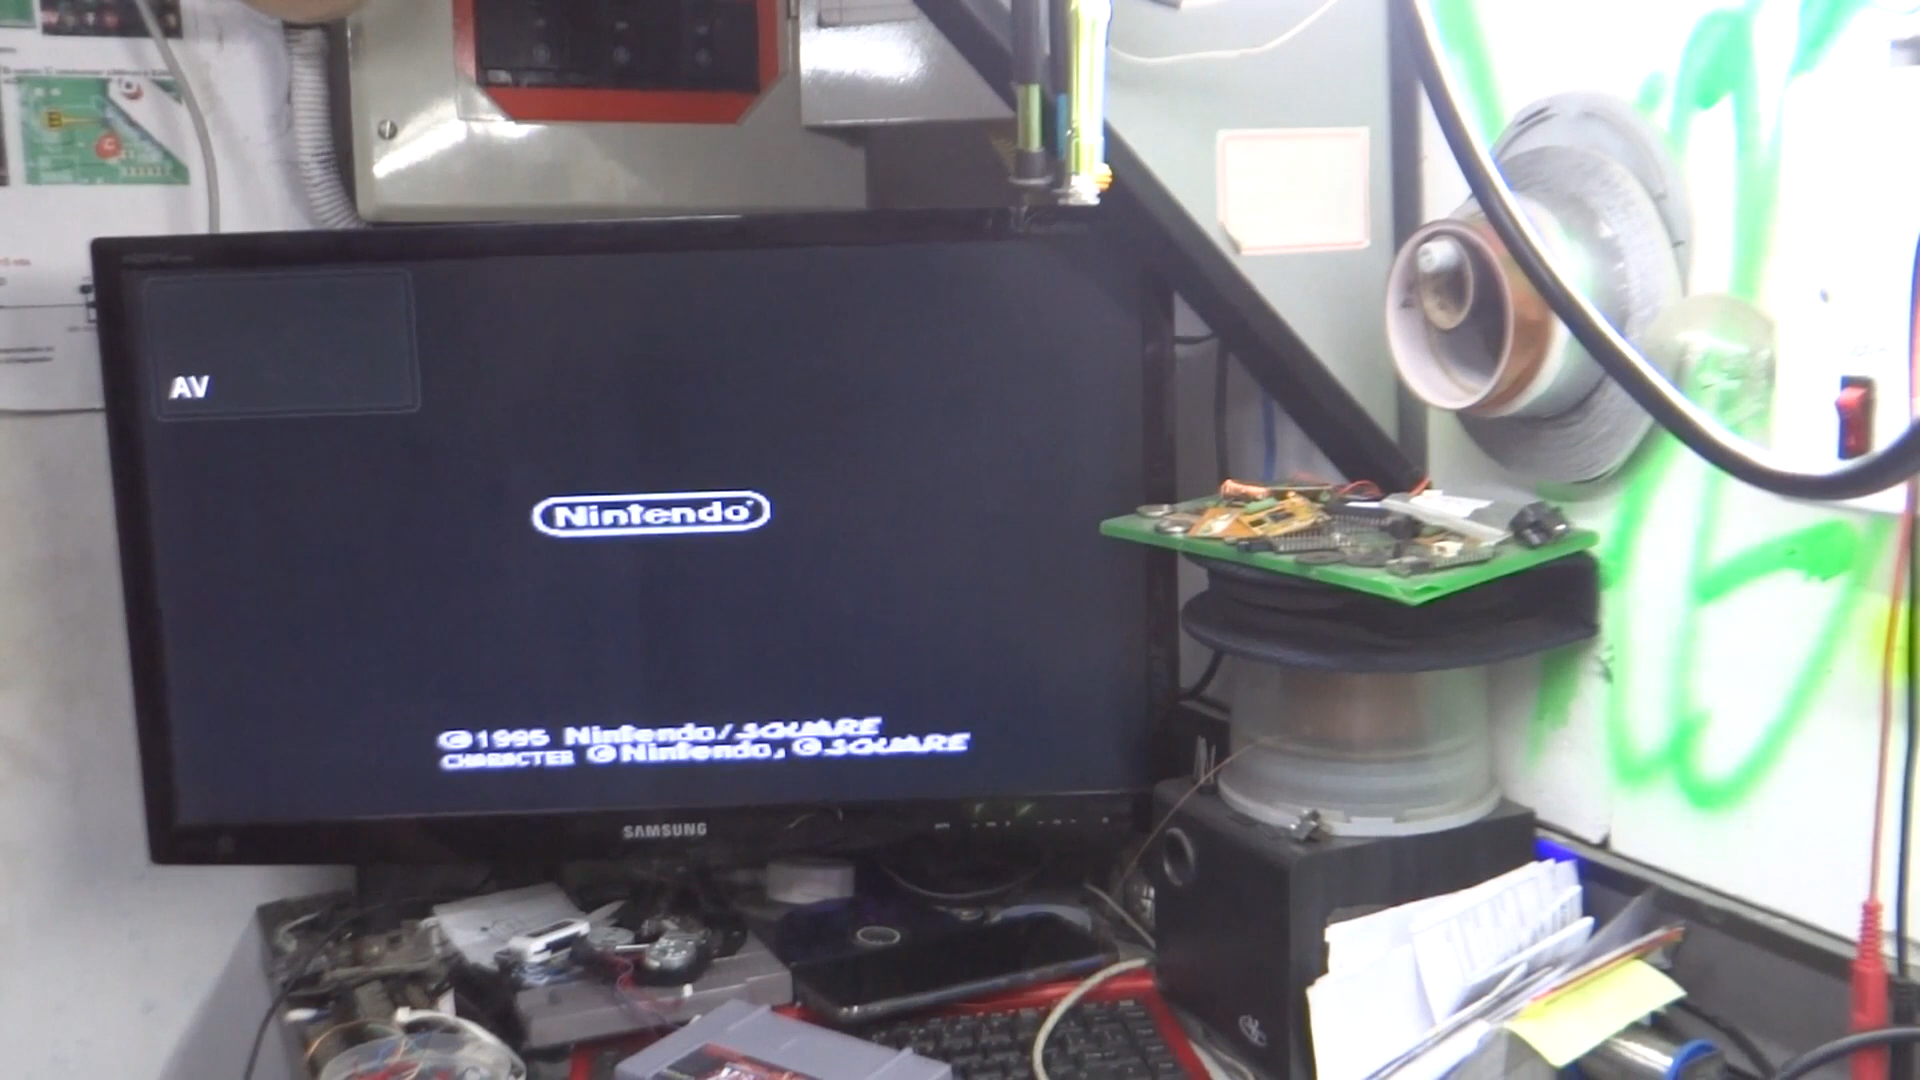 AV
Nintendo
©1995 Nintendo/SQUARE
CHARACTER ©Nintendo, ©SQUARE
SAMSUNG